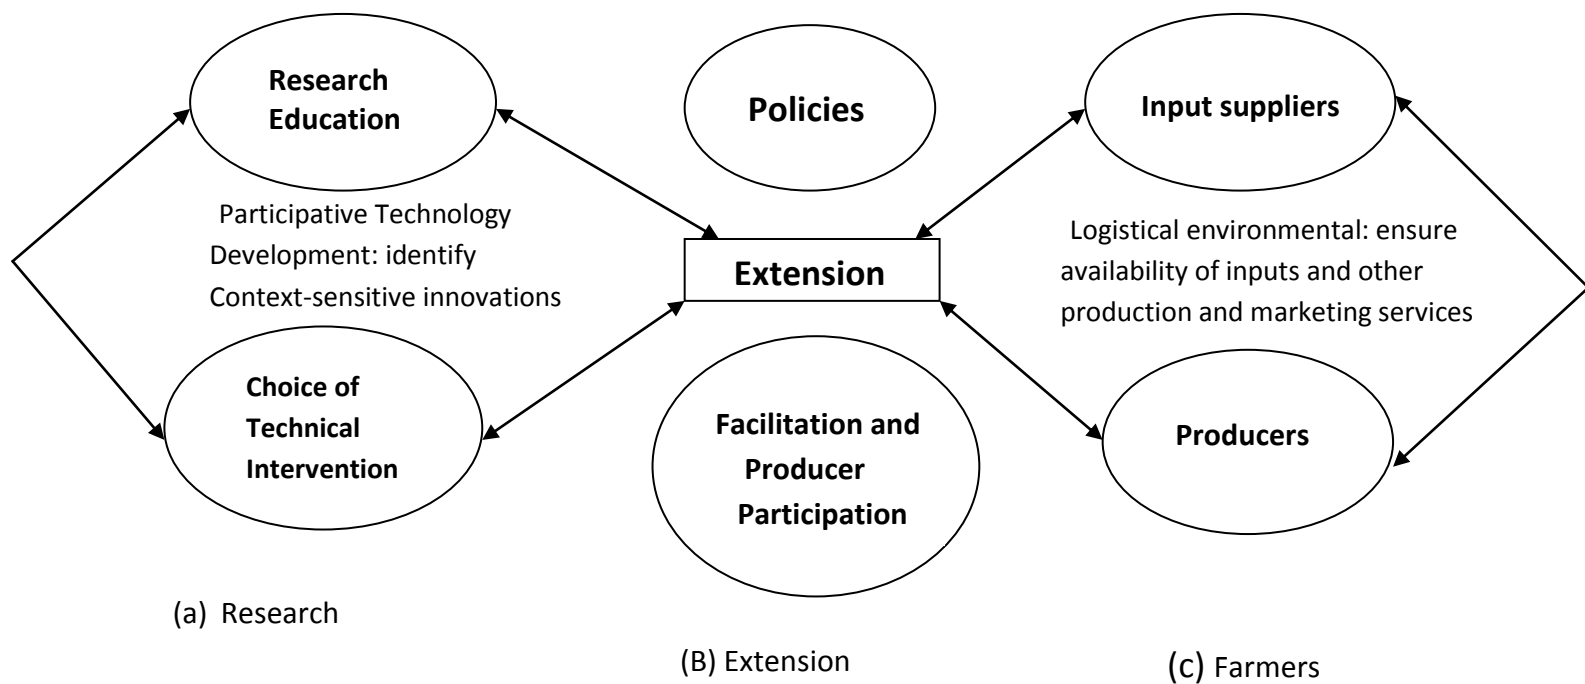 Research
Education
Policies
Input suppliers
Participative Technology
Development: identify
Context-sensitive innovations
Extension
Logistical environmental: ensure
availability of inputs and other
production and marketing services
Choice of
Technical
Intervention
Facilitation and
Producer
Participation
Producers
(a) Research
(B) Extension
(c) Farmers